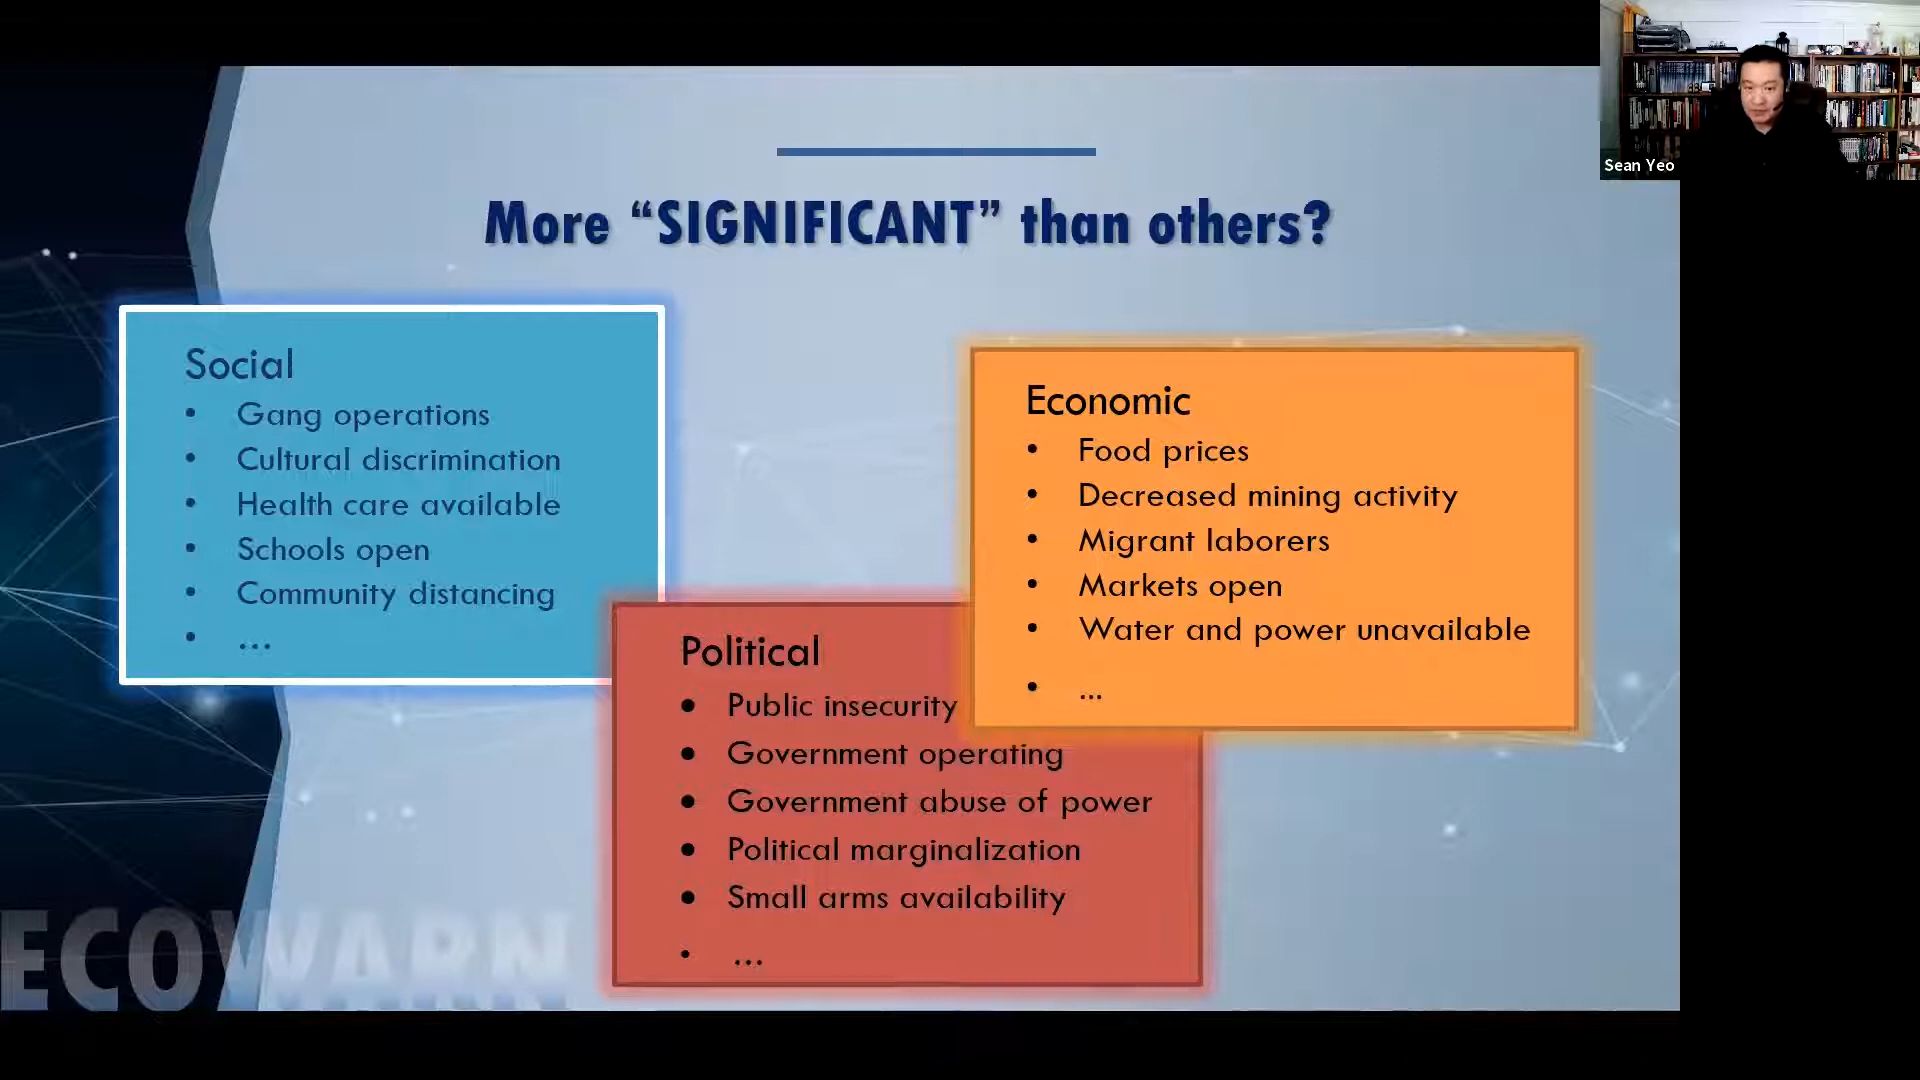 Sean Yeo
More “SIGNIFICANT” than others?
Social
• Gang operations
• Cultural discrimination
• Health care available
• Schools open
• Community distancing
• ...
Economic
• Food prices
• Decreased mining activity
• Migrant laborers
• Markets open
• Water and power unavailable
• ...
Political
• Public insecurity
• Government operating
• Government abuse of power
• Political marginalization
• Small arms availability
• ...
ECOWARN